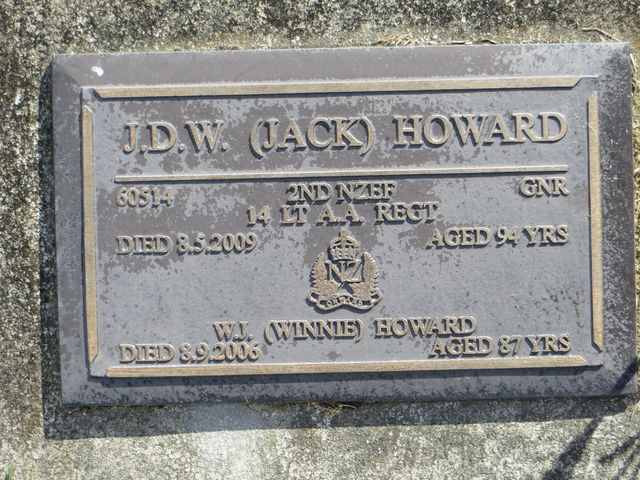 J.D.W. (JACK) HOWARD
60514 2ND NZEF GNR
14 LT A.A. REGT
DIED 8.5.2009 AGED 94 YRS
NZ
ONWARD
W.J. (WINNIE) HOWARD
DIED 8.9.2006 AGED 87 YRS